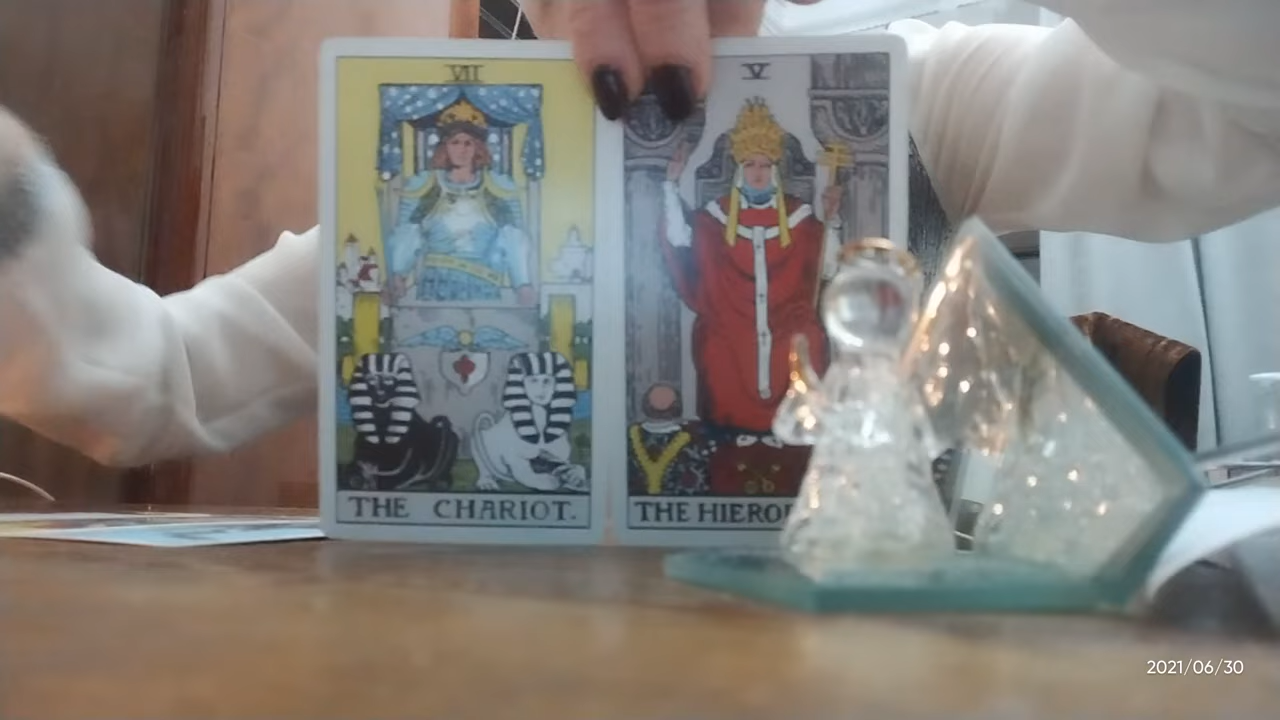 VII
V
THE CHARIOT.
THE HIERO
2021/06/30